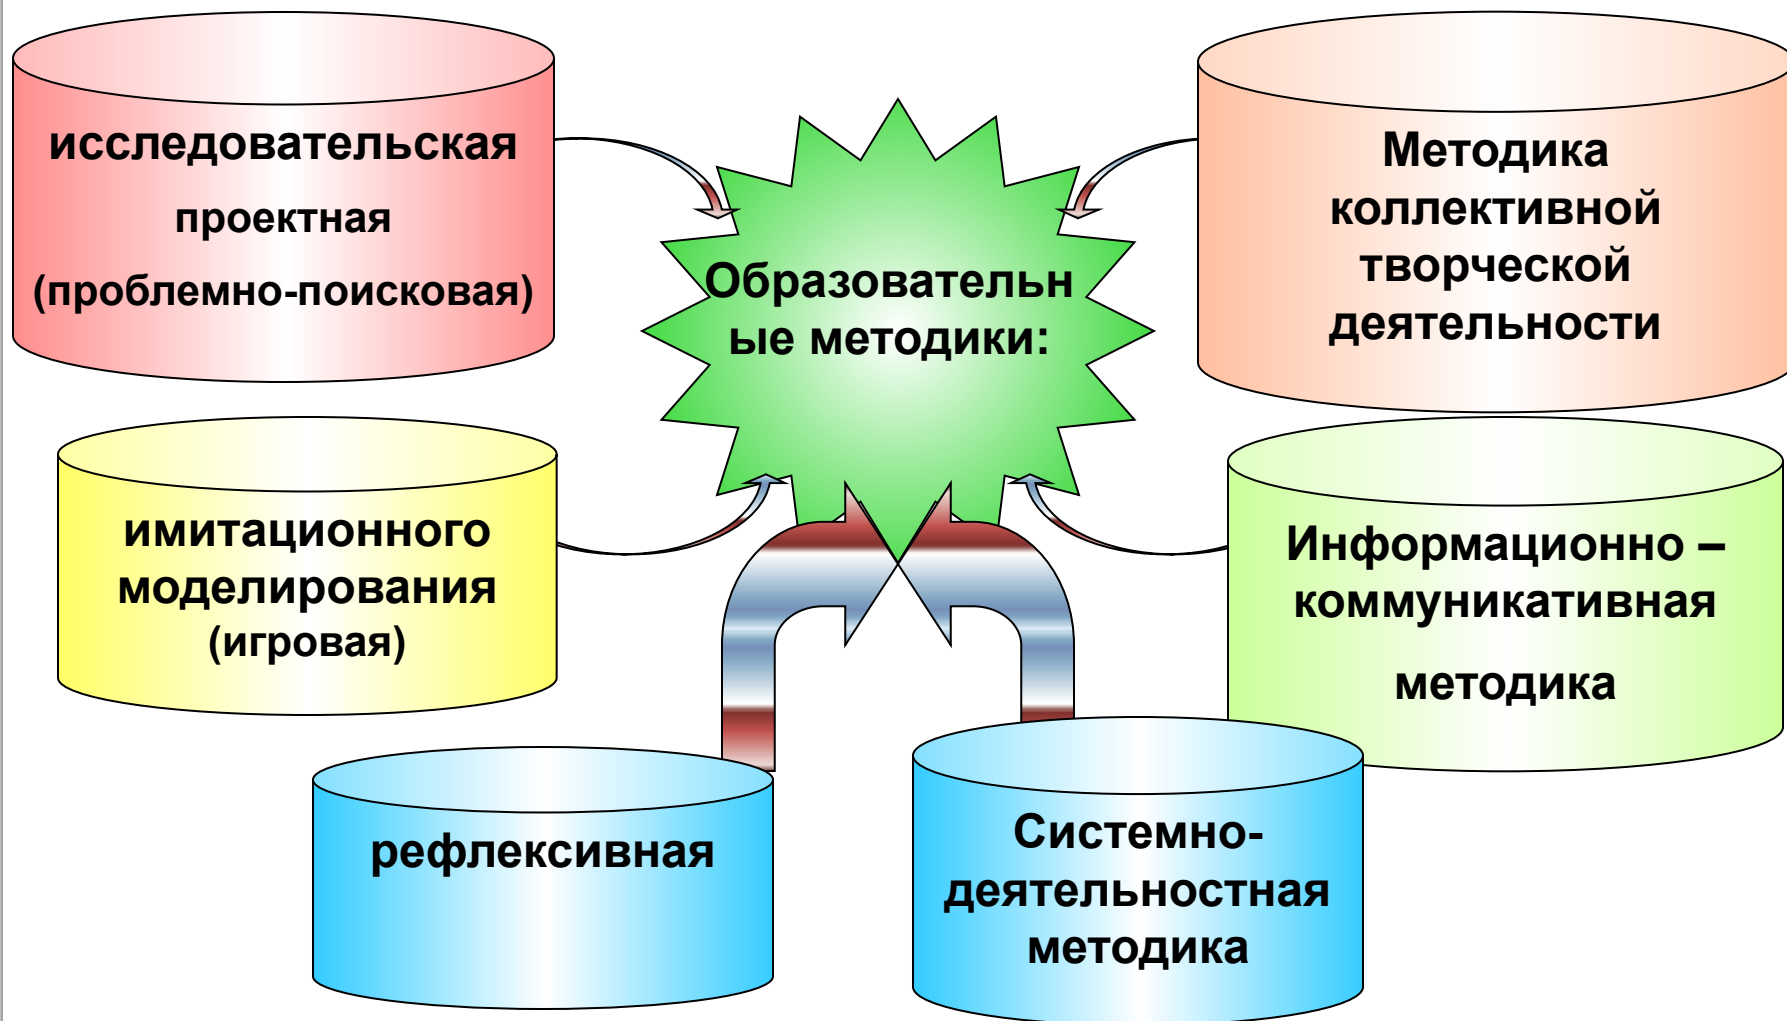 исследовательская
проектная
(проблемно-поисковая)
Образовательн
ые методики:
Методика
коллективной
творческой
деятельности
имитационного
моделирования
(игровая)
Информационно –
коммуникативная
методика
рефлексивная
Системно-
деятельностная
методика